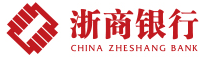 浙商银行
CHINA ZHESHANG BANK